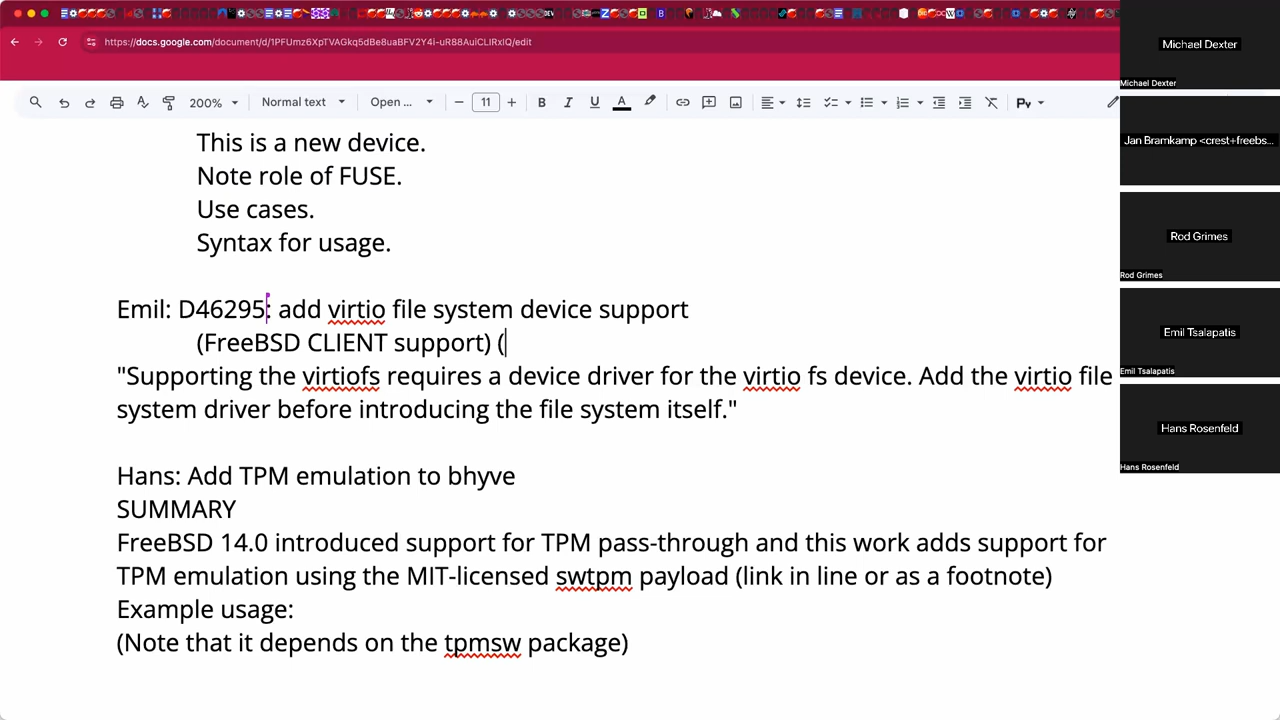 https://docs.google.com/document/d/1PFUmz6XpTVAGkq5dBe8uaBFV2Y4i-uR88AuiCLIRxIQ/edit
200%
Normal text
Open ...
11
This is a new device.
Note role of FUSE.
Use cases.
Syntax for usage.
Emil: D46295: add virtio file system device support
(FreeBSD CLIENT support) (
"Supporting the virtiofs requires a device driver for the virtio fs device. Add the virtio file
system driver before introducing the file system itself."
Hans: Add TPM emulation to bhyve
SUMMARY
FreeBSD 14.0 introduced support for TPM pass-through and this work adds support for
TPM emulation using the MIT-licensed swtpm payload (link in line or as a footnote)
Example usage:
(Note that it depends on the tpmsw package)
Michael Dexter
Michael Dexter
Jan Bramkamp <crest+freebs...
Rod Grimes
Rod Grimes
Emil Tsalapatis
Emil Tsalapatis
Hans Rosenfeld
Hans Rosenfeld